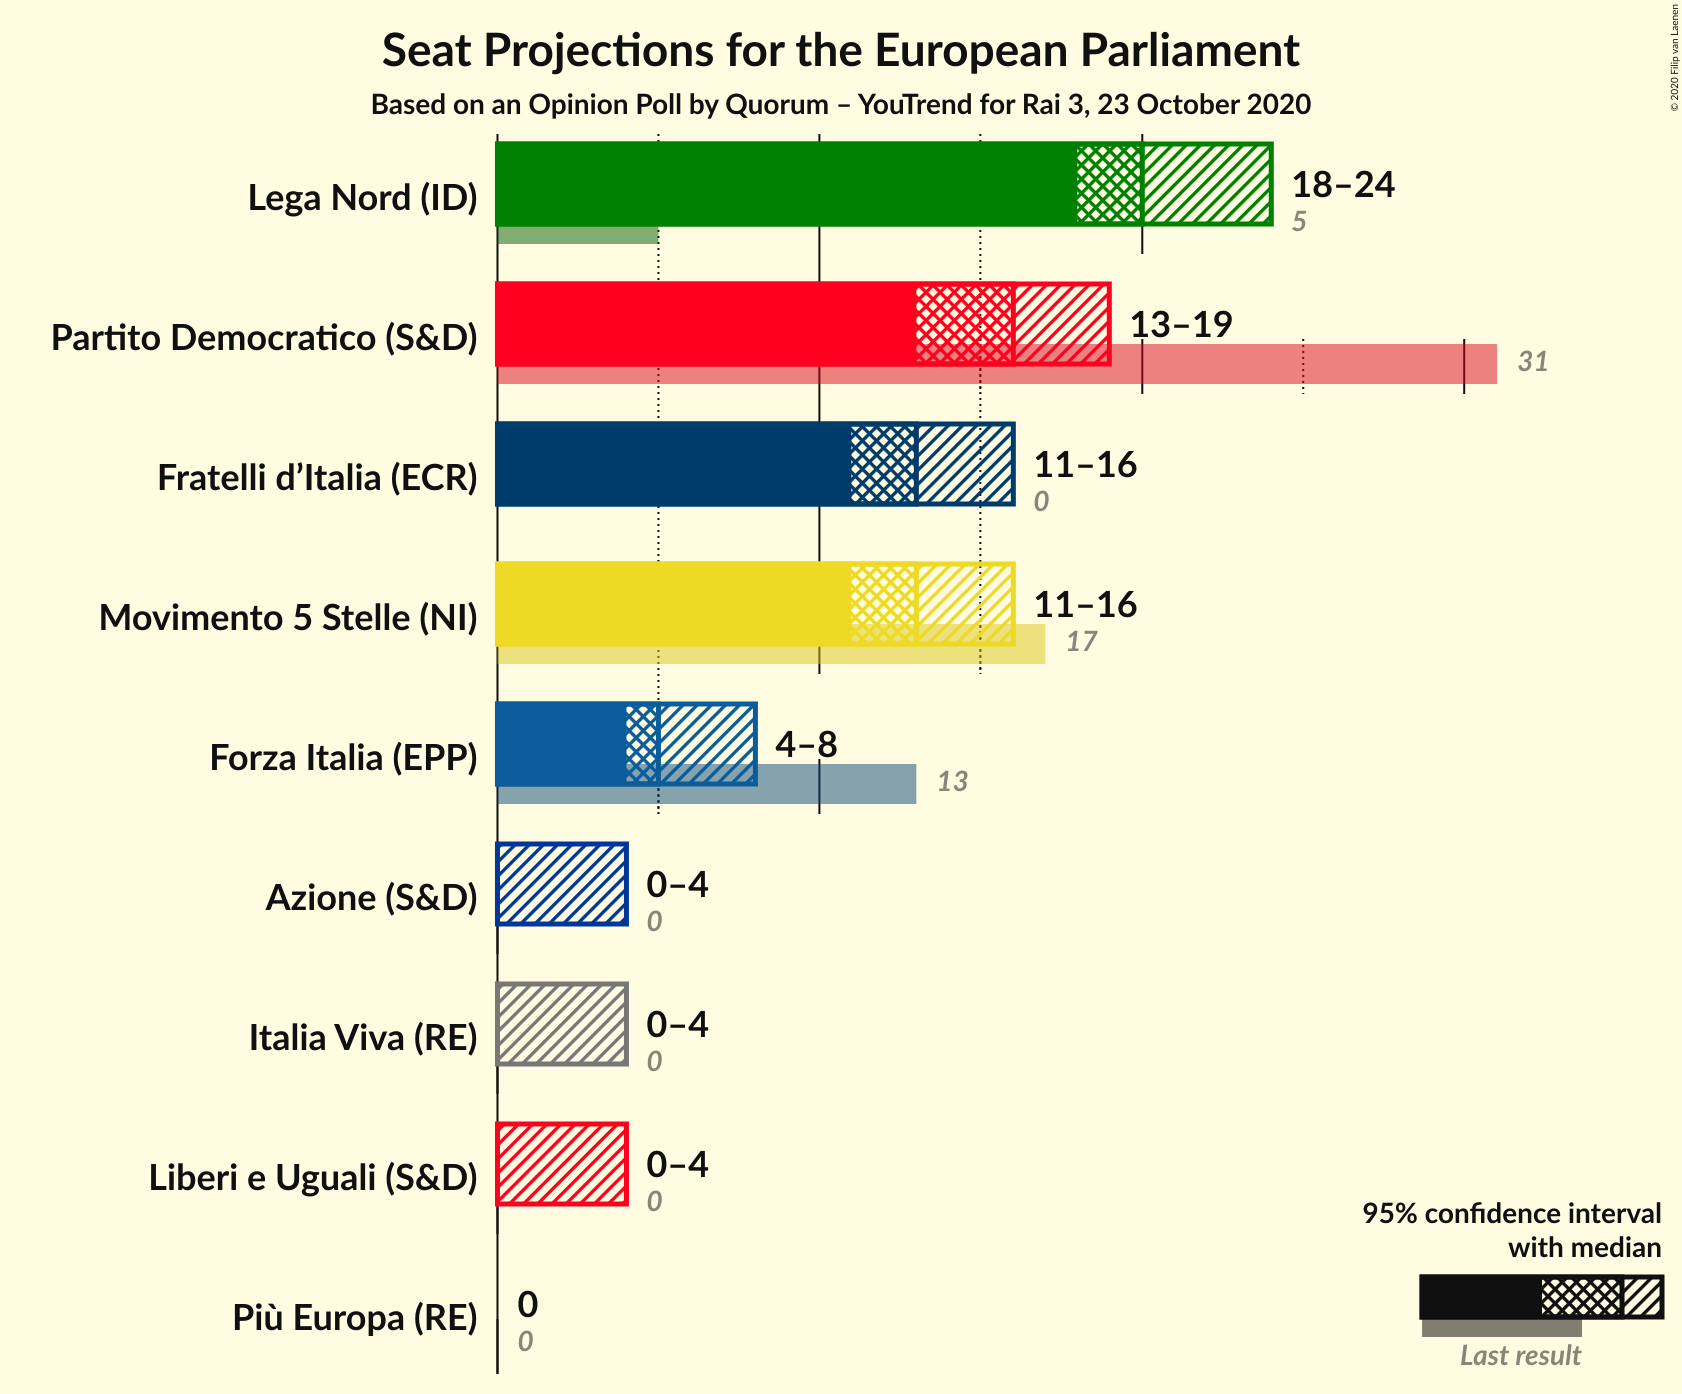 Seat Projections for the European Parliament
Based on an Opinion Poll by Quorum – YouTrend for Rai 3, 23 October 2020
© 2020 Filip van Laenen
Lega Nord (ID)
18–24
5
Partito Democratico (S&D)
13–19
31
Fratelli d’Italia (ECR)
11–16
0
Movimento 5 Stelle (NI)
11–16
17
Forza Italia (EPP)
4–8
13
Azione (S&D)
0–4
0
Italia Viva (RE)
0–4
0
Liberi e Uguali (S&D)
0–4
0
Più Europa (RE)
0
0
95% confidence interval
with median
Last result